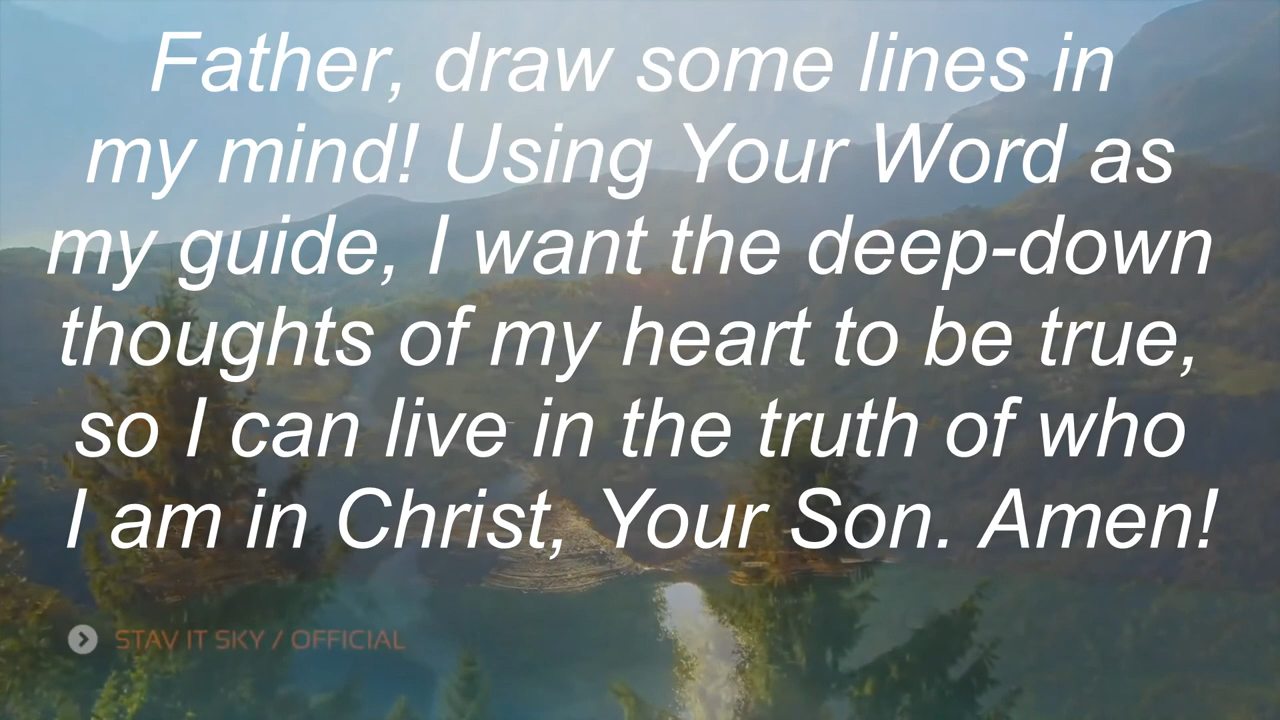 Father, draw some lines in
my mind! Using Your Word as
my guide, I want the deep-down
thoughts of my heart to be true,
so I can live in the truth of who
I am in Christ, Your Son. Amen!
STAV IT SKY / OFFICIAL